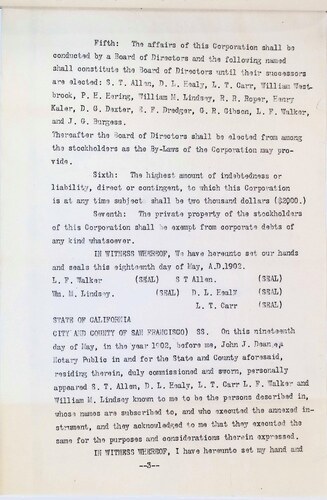 Fifth: The affairs of this Corporation shall be
conducted by a Board of Directors and the following named
shall constitute the Board of Directors until their successors
are elected: S. T. Allen, D. L. Healy, L. T. Carr, William West-
brook, P. H. Hering, William M. Lindsey, R. R. Roper, Henry
Kaler, D. G. Dexter, E. F. Dredger, G. R. Gibson, L. F. Walker,
and J. G. Burgess.
Thereafter the Board of Directors shall be elected from among
the stockholders as the By-Laws of the Corporation may pro-
vide.
Sixth: The highest amount of indebtedness or
liability, direct or contingent, to which this Corporation
is at any time subject shall be two thousand dollars ($2000.)
Seventh: The private property of the stockholders
of this Corporation shall be exempt from corporate debts of
any kind whatsoever.
IN WITNESS WHEREOF, We have hereunto set our hands
and seals this eighteenth day of May, A.D.1902.
L. F. Walker (SEAL) S T Allen. (SEAL)
Wm. M. Lindsey. (SEAL) D. L. Healy (SEAL)
L. T. Carr (SEAL)
STATE OF CALIFORNIA
CITY AND COUNTY OF SAN FRANCISCO) SS. On this nineteenth
day of May, in the year 1902, before me, John J. Deane,a
Notary Public in and for the State and County aforesaid,
residing therein, duly commissioned and sworn, personally
appeared S. T. Allen, D. L. Healy, L. T. Carr L. F. Walker and
William M. Lindsey known to me to be the persons described in,
whose names are subscribed to, and who executed the annexed in-
strument, and they acknowledged to me that they executed the
same for the purposes and considerations therein expressed.
IN WITNESS WHEREOF, I have hereunto set my hand and
--3--